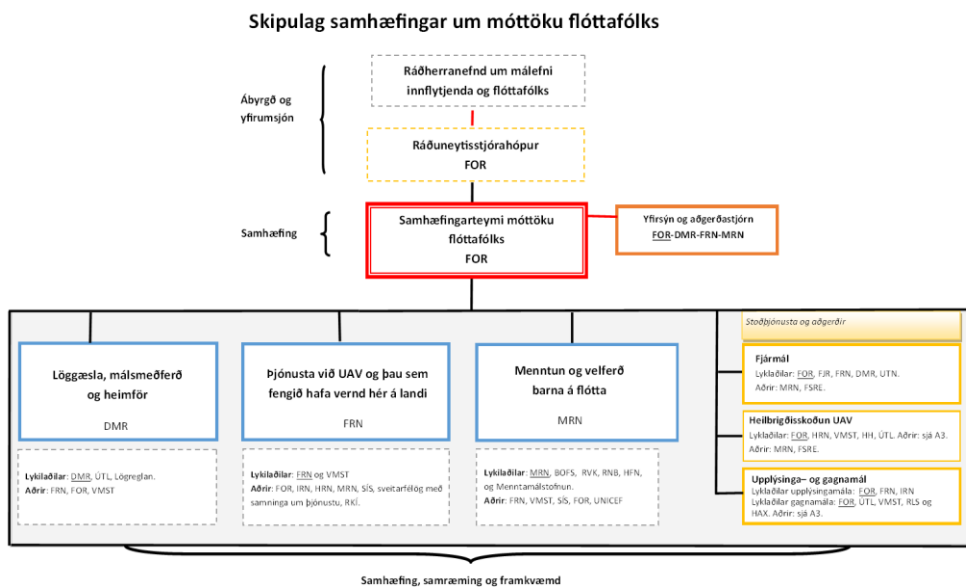 Skipulag samhæfingar um móttöku flóttafólks
Ráðherranefnd um málefni
innflytjenda og flóttafólks
Ábyrgð og
yfirumsjón
Ráðuneytisstjórahópur
FOR
Samhæfing
Samhæfingarteymi móttöku
flóttafólks
FOR
Yfirsýn og aðgerðastjórn
FOR-DMR-FRN-MRN
Löggæsla, málsmeðferð
og heimför
DMR
Lykilaðilar: DMR, ÚTL, Lögreglan.
Aðrir: FRN, FOR, VMST
Þjónusta við UAV og þau sem
fengið hafa vernd hér á landi
FRN
Lykilaðilar: FRN og VMST
Aðrir: FOR, IRN, HRN, MRN, SÍS, sveitarfélög með
samninga um þjónustu, RKÍ.
Menntun og velferð
barna á flótta
MRN
Lykilaðilar: MRN, BOFS, RVK, RNB, HFN,
og Menntamálstofnun.
Aðrir: FRN, VMST, SÍS, FOR, UNICEF
Stoðþjónusta og aðgerðir
Fjármál
Lyklaðilar: FOR, FJR, FRN, DMR, UTN.
Aðrir: MRN, FSRE.
Heilbrigðisskoðun UAV
Lyklaðilar: FOR, HRN, VMST, HH, ÚTL. Aðrir: sjá A3.
Aðrir: MRN, FSRE.
Upplýsinga– og gagnamál
Lyklaðilar upplýsingamála: FOR, FRN, IRN
Lyklaðilar gagnamála: FOR, ÚTL, VMST, RLS og
HAX. Aðrir: sjá A3.
Samhæfing, samræming og framkvæmd